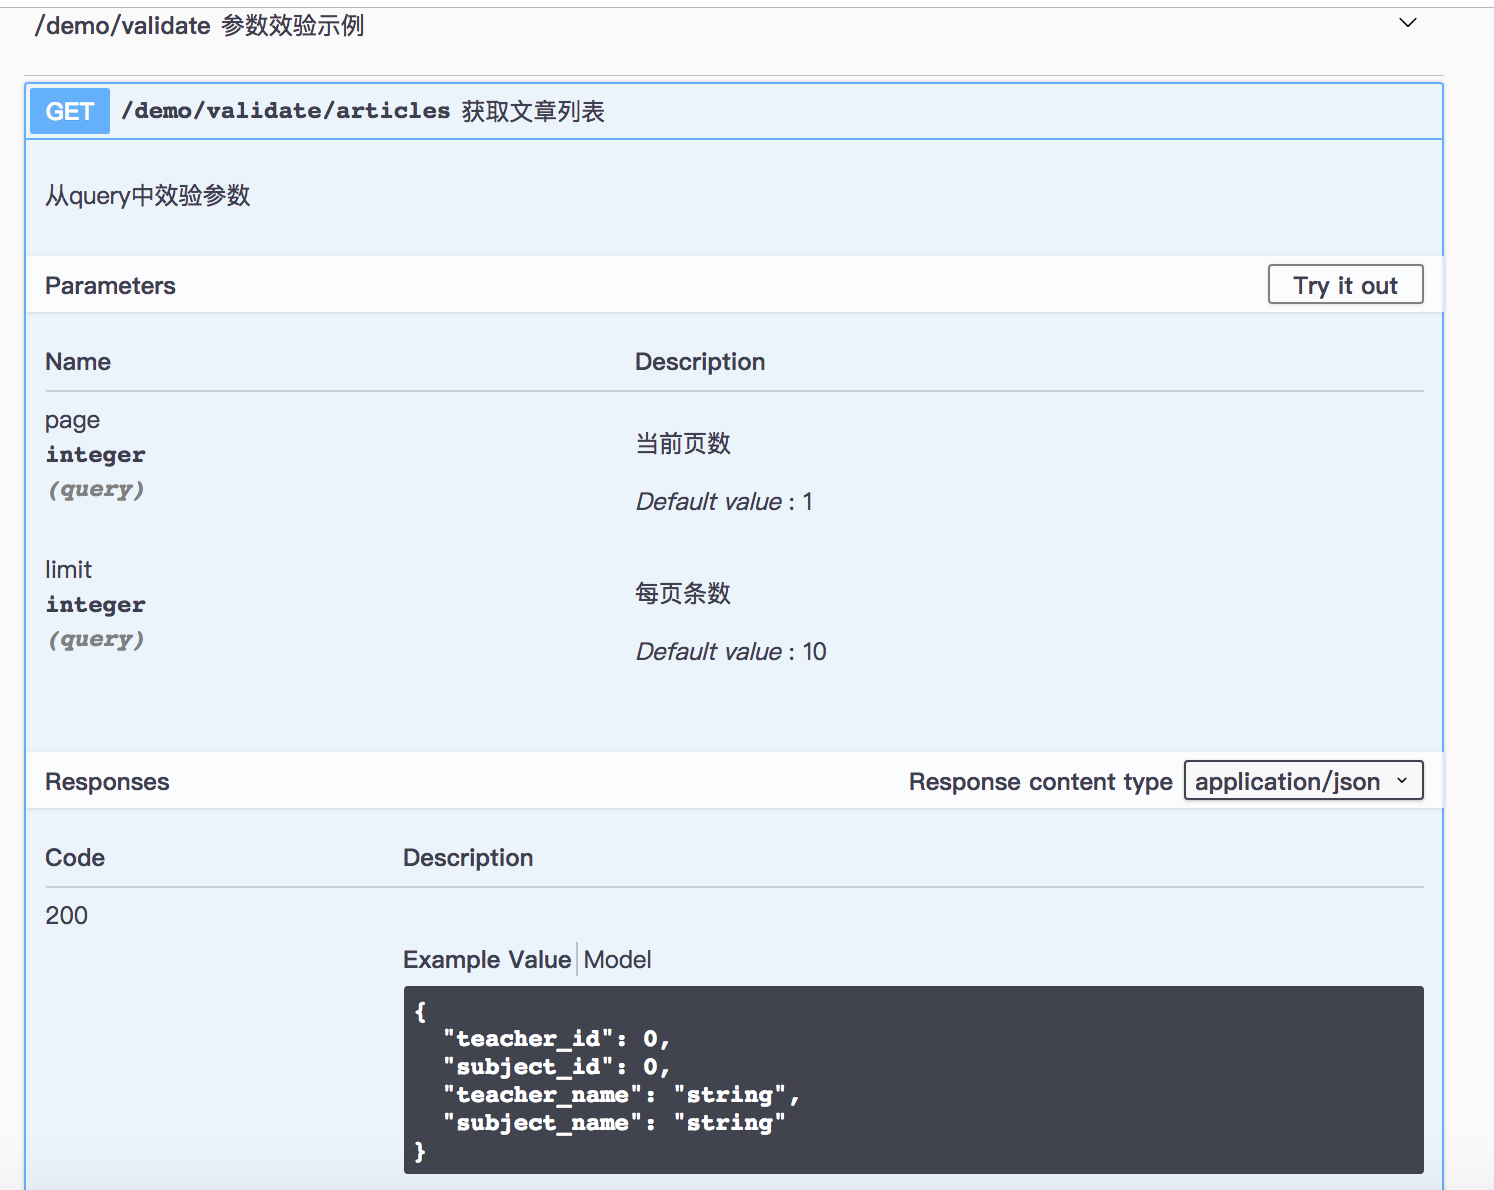 /demo/validate 参数效验示例
GET /demo/validate/articles 获取文章列表
从query中效验参数
Parameters Try it out
Name Description
page
integer
(query)
当前页数
Default value : 1
limit
integer
(query)
每页条数
Default value : 10
Responses Response content type application/json
Code Description
200
Example Value Model
{
"teacher_id": 0,
"subject_id": 0,
"teacher_name": "string",
"subject_name": "string"
}